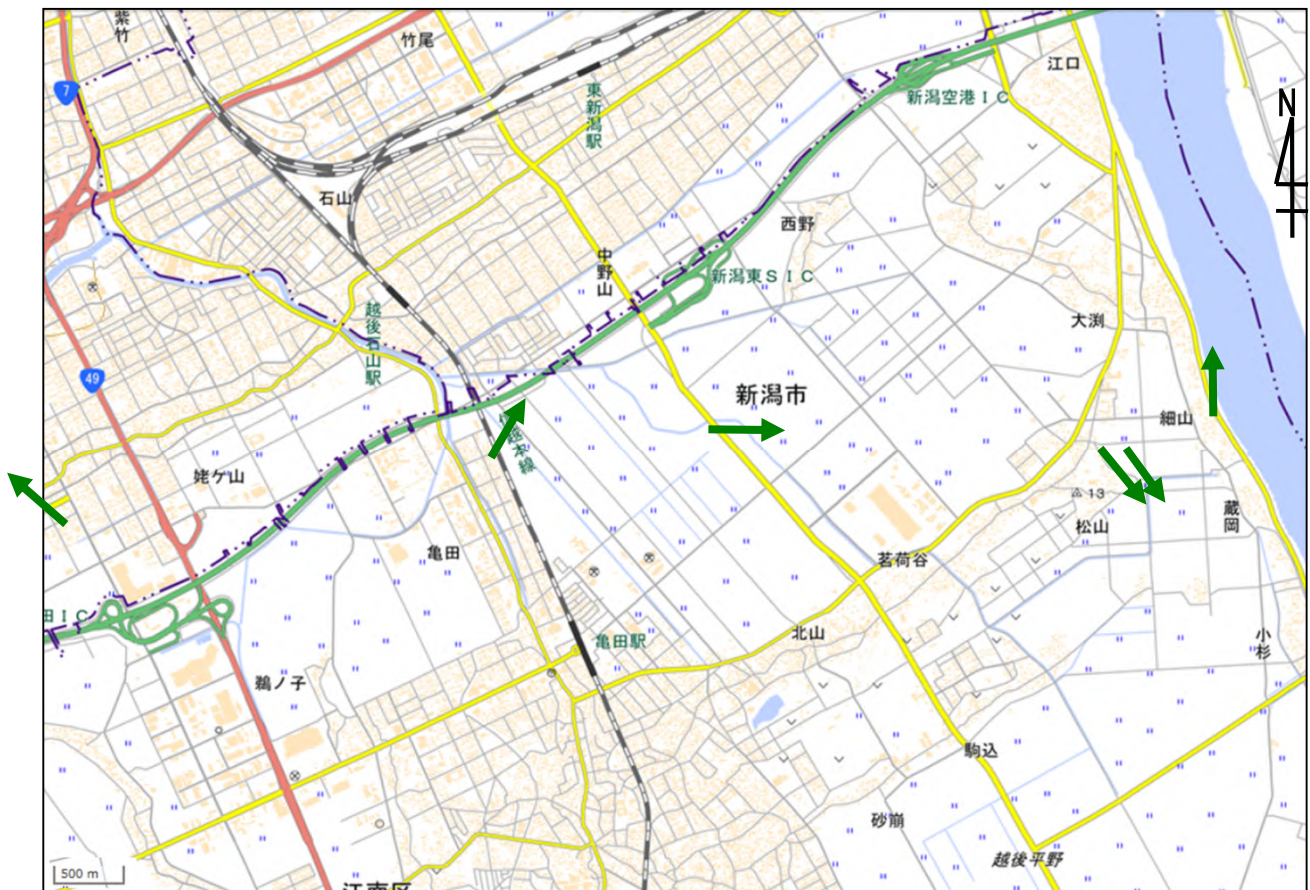 紫竹
竹尾
江口
7
新潟空港IC
N
東新潟駅
石山
西野
中野山
新潟東SIC
越後石山駅
大渕
49
新潟市
細山
信越本線
姥ケ山
13
蔵岡
松山
亀田
茗荷谷
田IC
北山
小杉
亀田駅
鵜ノ子
駒込
砂崩
越後平野
500 m
江南区